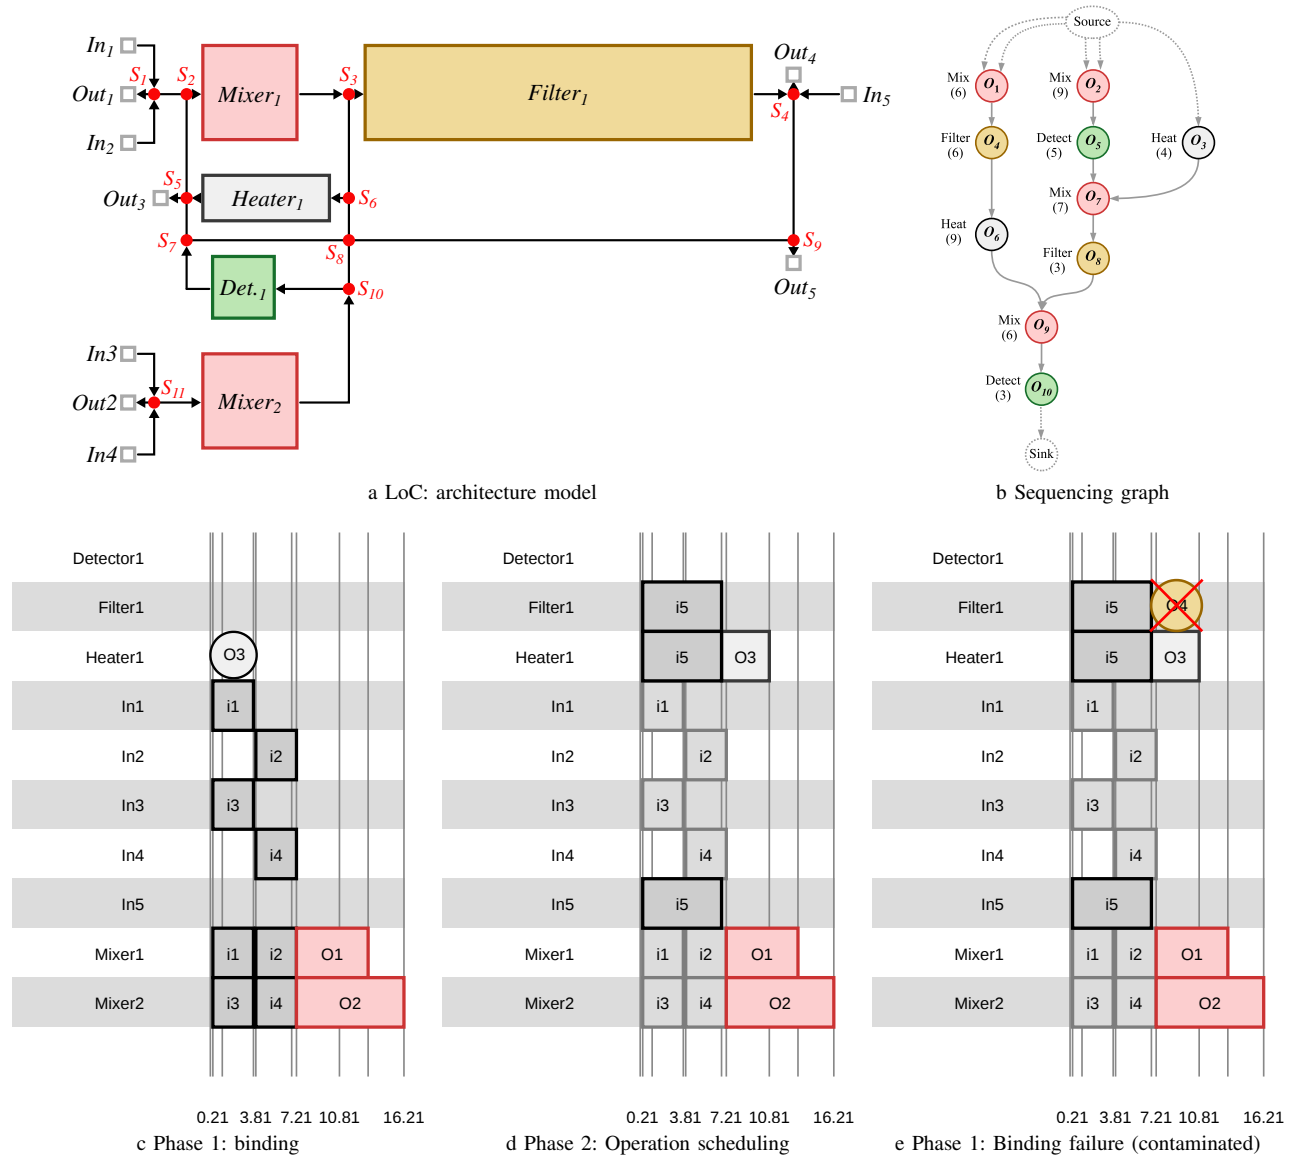 In1
Out1
In2
S1
S2
Mixer1
S3
Filter1
Out4
S4
In5
Out3
S5
Heater1
S6
S7
S8
S9
Out5
Det.1
S10
In3
Out2
In4
S11
Mixer2
a LoC: architecture model
Source
Mix
(6)
O1
Mix
(9)
O2
Filter
(6)
O4
Detect
(5)
O5
Heat
(4)
O3
Mix
(7)
O7
Heat
(9)
O6
Filter
(3)
O8
Mix
(6)
O9
Detect
(3)
O10
Sink
b Sequencing graph
Detector1
Filter1
Heater1
O3
In1
i1
In2
i2
In3
i3
In4
i4
In5
Mixer1
i1
i2
O1
Mixer2
i3
i4
O2
0.21 3.81 7.21 10.81 16.21
c Phase 1: binding
Detector1
Filter1
i5
Heater1
i5
O3
In1
i1
In2
i2
In3
i3
In4
i4
In5
i5
Mixer1
i1
i2
O1
Mixer2
i3
i4
O2
0.21 3.81 7.21 10.81 16.21
d Phase 2: Operation scheduling
Detector1
Filter1
i5
O4
Heater1
i5
O3
In1
i1
In2
i2
In3
i3
In4
i4
In5
i5
Mixer1
i1
i2
O1
Mixer2
i3
i4
O2
0.21 3.81 7.21 10.81 16.21
e Phase 1: Binding failure (contaminated)